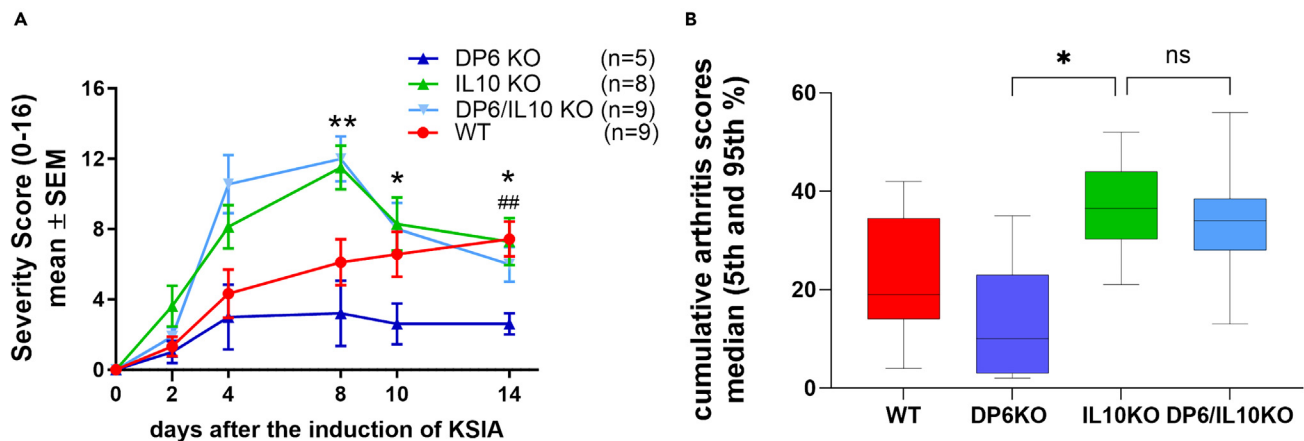 A
DP6 KO (n=5)
IL10 KO (n=8)
DP6/IL10 KO (n=9)
WT (n=9)
Severity Score (0-16)
mean ± SEM
16
12
8
4
0
** 
*
*
##
0 2 4 8 10 14
days after the induction of KSIA
B
cumulative arthritis scores
median (5th and 95th %)
* ns
60
40
20
0
WT DP6KO IL10KO DP6/IL10KO